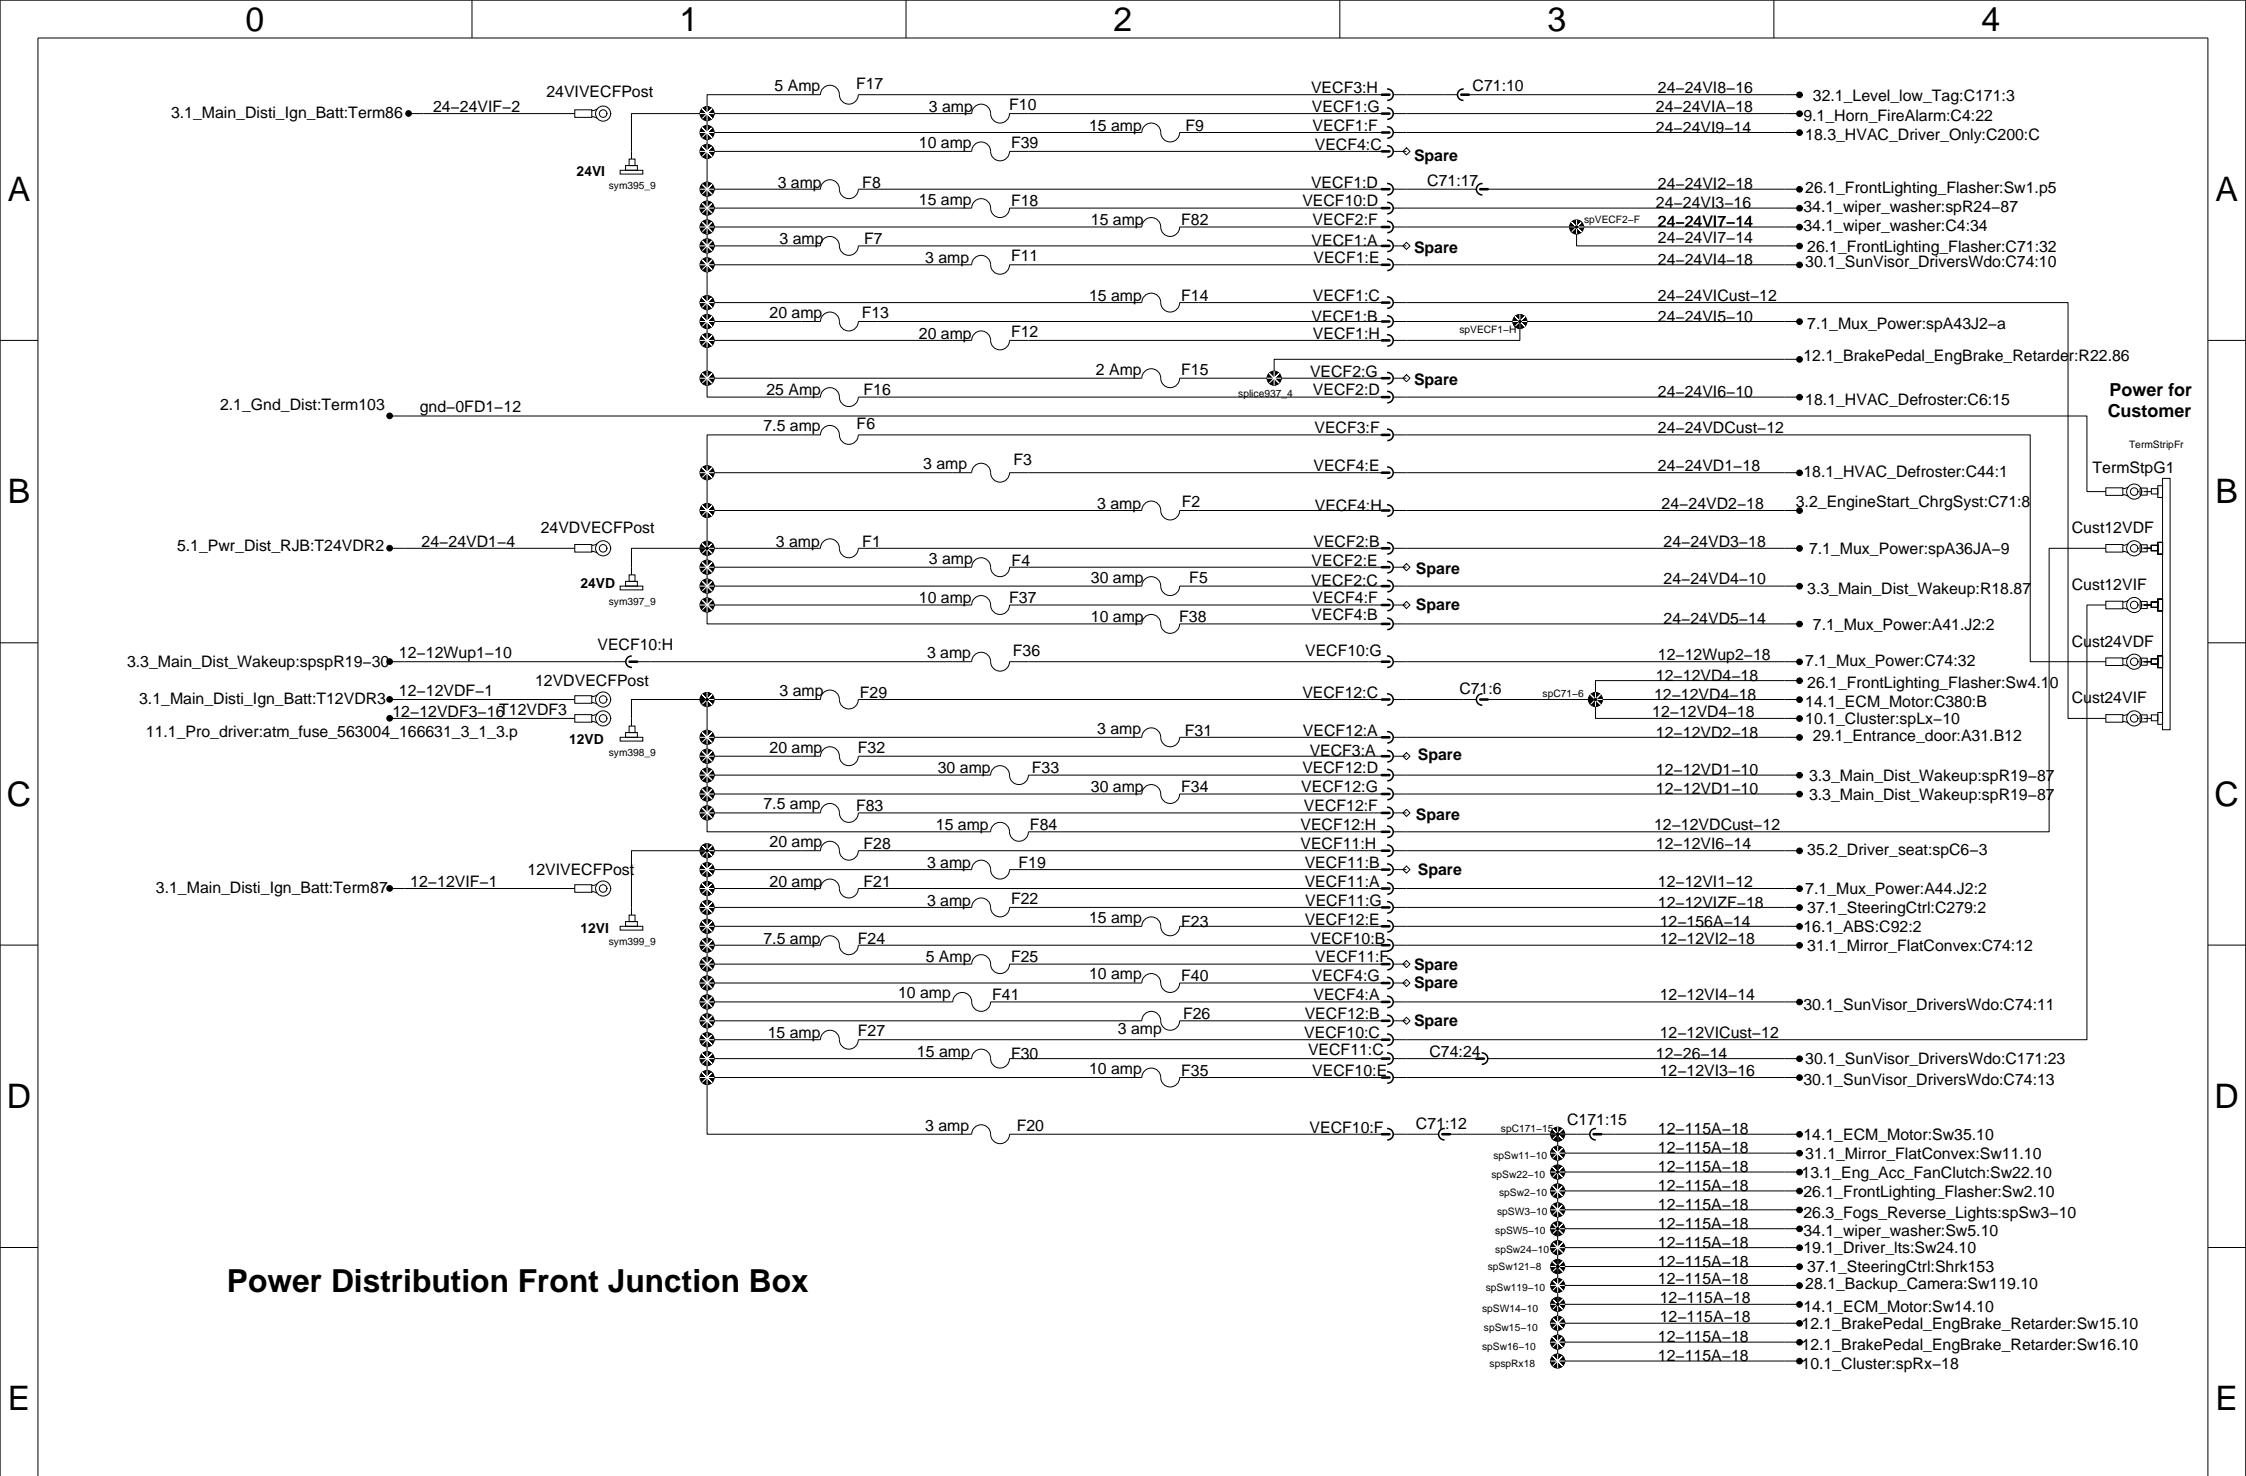 0 1 2 3 4
5 Amp F17 VECF3:H C71:10 24-24VI8-16 32.1_Level_low_Tag:C171:3
24VIVECFPost
3.1_Main_Disti_Ign_Batt:Term86 24-24VIF-2 3 amp F10 VECF1:G 24-24VIA-18 9.1_Horn_FireAlarm:C4:22
15 amp F9 VECF1:F 24-24VI9-14 18.3_HVAC_Driver_Only:C200:C
10 amp F39 VECF4:C Spare
24VI
sym395_9
A 3 amp F8 VECF1:D C71:17 24-24VI2-18 26.1_FrontLighting_Flasher:Sw1.p5 A
15 amp F18 VECF10:D 24-24VI3-16 34.1_wiper_washer:spR24-87
15 amp F82 VECF2:F spVECF2-F 24-24VI7-14 34.1_wiper_washer:C4:34
3 amp F7 VECF1:A Spare 24-24VI7-14 26.1_FrontLighting_Flasher:C71:32
3 amp F11 VECF1:E 24-24VI4-18 30.1_SunVisor_DriversWdo:C74:10
15 amp F14 VECF1:C 24-24VICust-12
20 amp F13 VECF1:B 24-24VI5-10 7.1_Mux_Power:spA43J2-a
20 amp F12 VECF1:H spVECF1-H
12.1_BrakePedal_EngBrake_Retarder:R22.86
2 Amp F15 splice937_4 VECF2:G Spare
25 Amp F16 VECF2:D 24-24VI6-10 18.1_HVAC_Defroster:C6:15
Power for
Customer
2.1_Gnd_Dist:Term103 gnd-0FD1-12
7.5 amp F6 VECF3:F 24-24VDCust-12
TermStripFr
3 amp F3 VECF4:E 24-24VD1-18 18.1_HVAC_Defroster:C44:1 TermStpG1
B B
3 amp F2 VECF4:H 24-24VD2-18 3.2_EngineStart_ChrgSyst:C71:8
24VDVECFPost Cust12VDF
5.1_Pwr_Dist_RJB:T24VDR2 24-24VD1-4 3 amp F1 VECF2:B 24-24VD3-18 7.1_Mux_Power:spA36JA-9
3 amp F4 VECF2:E Spare
24VD 30 amp F5 VECF2:C 24-24VD4-10 3.3_Main_Dist_Wakeup:R18.87 Cust12VIF
sym397_9
10 amp F37 VECF4:F Spare
10 amp F38 VECF4:B 24-24VD5-14 7.1_Mux_Power:A41.J2:2
Cust24VDF
3.3_Main_Dist_Wakeup:spspR19-30 12-12Wup1-10 VECF10:H 3 amp F36 VECF10:G 12-12Wup2-18 7.1_Mux_Power:C74:32
12VDVECFPost 12-12VD4-18 26.1_FrontLighting_Flasher:Sw4.10
3.1_Main_Disti_Ign_Batt:T12VDR3 12-12VDF-1 3 amp F29 VECF12:C C71:6 spC71-6 12-12VD4-18 14.1_ECM_Motor:C380:B Cust24VIF
12-12VDF3-16 T12VDF3 12-12VD4-18 10.1_Cluster:spLx-10
11.1_Pro_driver:atm_fuse_563004_166631_3_1_3.p
12VD
sym398_9
3 amp F31 VECF12:A 12-12VD2-18 29.1_Entrance_door:A31.B12
20 amp F32 VECF3:A Spare
30 amp F33 VECF12:D 12-12VD1-10 3.3_Main_Dist_Wakeup:spR19-87
C 30 amp F34 VECF12:G 12-12VD1-10 3.3_Main_Dist_Wakeup:spR19-87 C
7.5 amp F83 VECF12:F Spare
15 amp F84 VECF12:H 12-12VDCust-12
20 amp F28 VECF11:H 12-12VI6-14 35.2_Driver_seat:spC6-3
12VIVECFPost 3 amp F19 VECF11:B Spare
3.1_Main_Disti_Ign_Batt:Term87 12-12VIF-1 20 amp F21 VECF11:A 12-12VI1-12 7.1_Mux_Power:A44.J2:2
3 amp F22 VECF11:G 12-12VIZF-18 37.1_SteeringCtrl:C279:2
12VI 15 amp F23 VECF12:E 12-156A-14 16.1_ABS:C92:2
sym399_9
7.5 amp F24 VECF10:B 12-12VI2-18 31.1_Mirror_FlatConvex:C74:12
5 Amp F25 VECF11:F Spare
10 amp F40 VECF4:G Spare
10 amp F41 VECF4:A 12-12VI4-14 30.1_SunVisor_DriversWdo:C74:11
3 amp F26 VECF12:B Spare
15 amp F27 VECF10:C 12-12VICust-12
15 amp F30 VECF11:C C74:24 12-26-14 30.1_SunVisor_DriversWdo:C171:23
10 amp F35 VECF10:E 12-12VI3-16 30.1_SunVisor_DriversWdo:C74:13
D D
3 amp F20 VECF10:F C71:12 spC171-15 C171:15 12-115A-18 14.1_ECM_Motor:Sw35.10
spSw11-10 12-115A-18 31.1_Mirror_FlatConvex:Sw11.10
spSw22-10 12-115A-18 13.1_Eng_Acc_FanClutch:Sw22.10
spSw2-10 12-115A-18 26.1_FrontLighting_Flasher:Sw2.10
spSW3-10 12-115A-18 26.3_Fogs_Reverse_Lights:spSw3-10
spSW5-10 12-115A-18 34.1_wiper_washer:Sw5.10
spSw24-10 12-115A-18 19.1_Driver_lts:Sw24.10
spSw121-8 12-115A-18 37.1_SteeringCtrl:Shrk153
Power Distribution Front Junction Box
spSw119-10 12-115A-18 28.1_Backup_Camera:Sw119.10
spSW14-10 12-115A-18 14.1_ECM_Motor:Sw14.10
spSw15-10 12-115A-18 12.1_BrakePedal_EngBrake_Retarder:Sw15.10
spSw16-10 12-115A-18 12.1_BrakePedal_EngBrake_Retarder:Sw16.10
spspRx18 12-115A-18 10.1_Cluster:spRx-18
E E